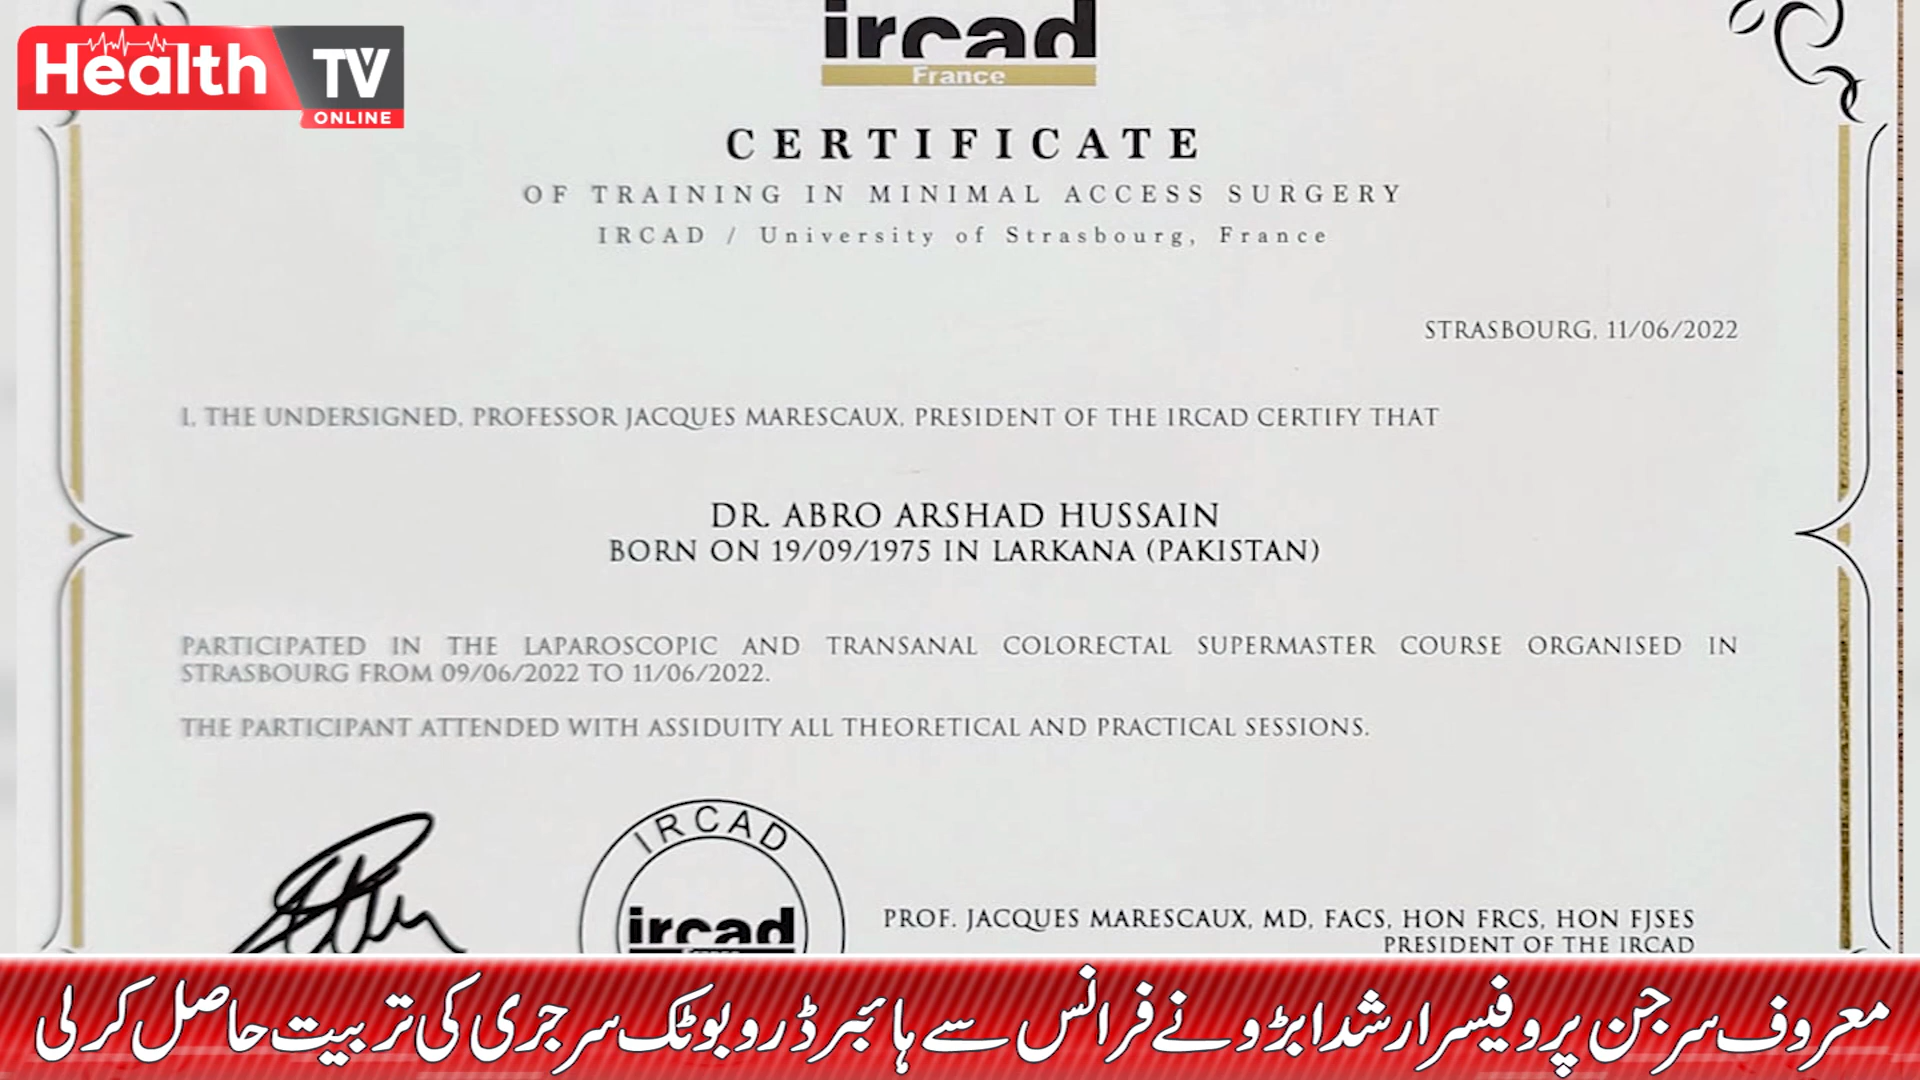 Health TV
ONLINE
ircad
France
CERTIFICATE
OF TRAINING IN MINIMAL ACCESS SURGERY
IRCAD / University of Strasbourg, France
STRASBOURG, 11/06/2022
I, THE UNDERSIGNED, PROFESSOR JACQUES MARESCAUX, PRESIDENT OF THE IRCAD CERTIFY THAT
DR. ABRO ARSHAD HUSSAIN
BORN ON 19/09/1975 IN LARKANA (PAKISTAN)
PARTICIPATED IN THE LAPAROSCOPIC AND TRANSANAL COLORECTAL SUPERMASTER COURSE ORGANISED IN
STRASBOURG FROM 09/06/2022 TO 11/06/2022.
THE PARTICIPANT ATTENDED WITH ASSIDUITY ALL THEORETICAL AND PRACTICAL SESSIONS.
IRCAD
ircad
PROF. JACQUES MARESCAUX, MD, FACS, HON FRCS, HON FJSES
PRESIDENT OF THE IRCAD
معروف سرجن پروفیسر ارشد ابڑو نے فرانس سے ہائبرڈ روبوٹک سرجری کی تربیت حاصل کر لی